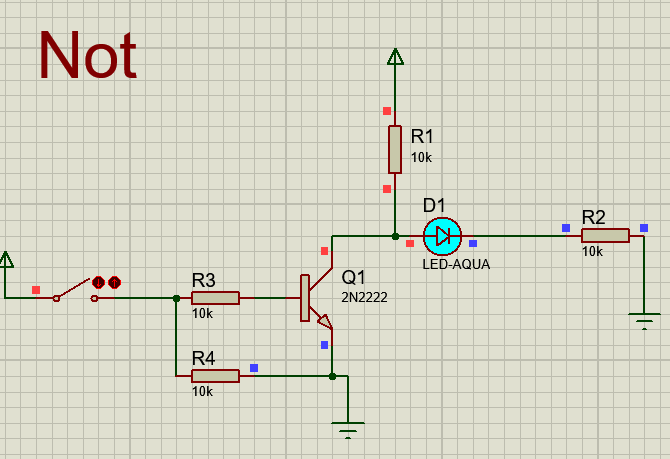 Not
R1
10k
D1
LED-AQUA
R2
10k
R3
10k
Q1
2N2222
R4
10k